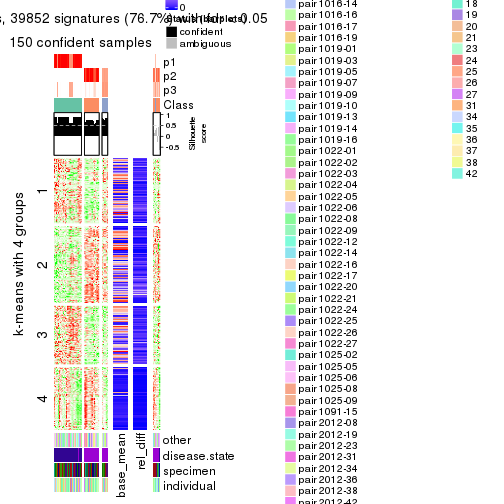 0
, 39852 signatures (76.7%) with fdr < 0.05
confident
ambiguous
150 confident samples
p1
p2
p3
Class
1
0.5
0
-0.5
Silhouette
score
k-means with 4 groups
1
2
3
4
base_mean
rel_diff
other
disease.state
specimen
individual
pair1016-14
pair1016-16
pair1016-17
pair1016-19
pair1019-01
pair1019-03
pair1019-05
pair1019-07
pair1019-09
pair1019-10
pair1019-13
pair1019-14
pair1019-16
pair1022-01
pair1022-02
pair1022-03
pair1022-04
pair1022-05
pair1022-06
pair1022-08
pair1022-09
pair1022-12
pair1022-14
pair1022-16
pair1022-17
pair1022-20
pair1022-21
pair1022-24
pair1022-25
pair1022-26
pair1022-27
pair1025-02
pair1025-05
pair1025-06
pair1025-08
pair1025-09
pair1091-15
pair2012-08
pair2012-19
pair2012-23
pair2012-31
pair2012-34
pair2012-36
pair2012-38
pair2012-42
18
19
20
21
23
24
25
26
27
31
34
35
36
37
38
42